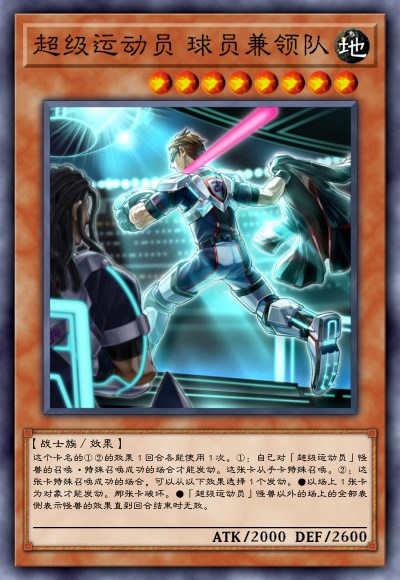 超级运动员 球员兼领队
地
【战士族／效果】
这个卡名的①②的效果1回合各能使用1次。①：自己对「超级运动员」怪
兽的召唤·特殊召唤成功的场合才能发动。这张卡从手卡特殊召唤。②：这
张卡特殊召唤成功的场合，可以从以下效果选择1个发动。●以场上1张卡
为对象才能发动。那张卡破坏。●「超级运动员」怪兽以外的场上的全部表
侧表示怪兽的效果直到回合结束时无效。
ATK/2000 DEF/2600